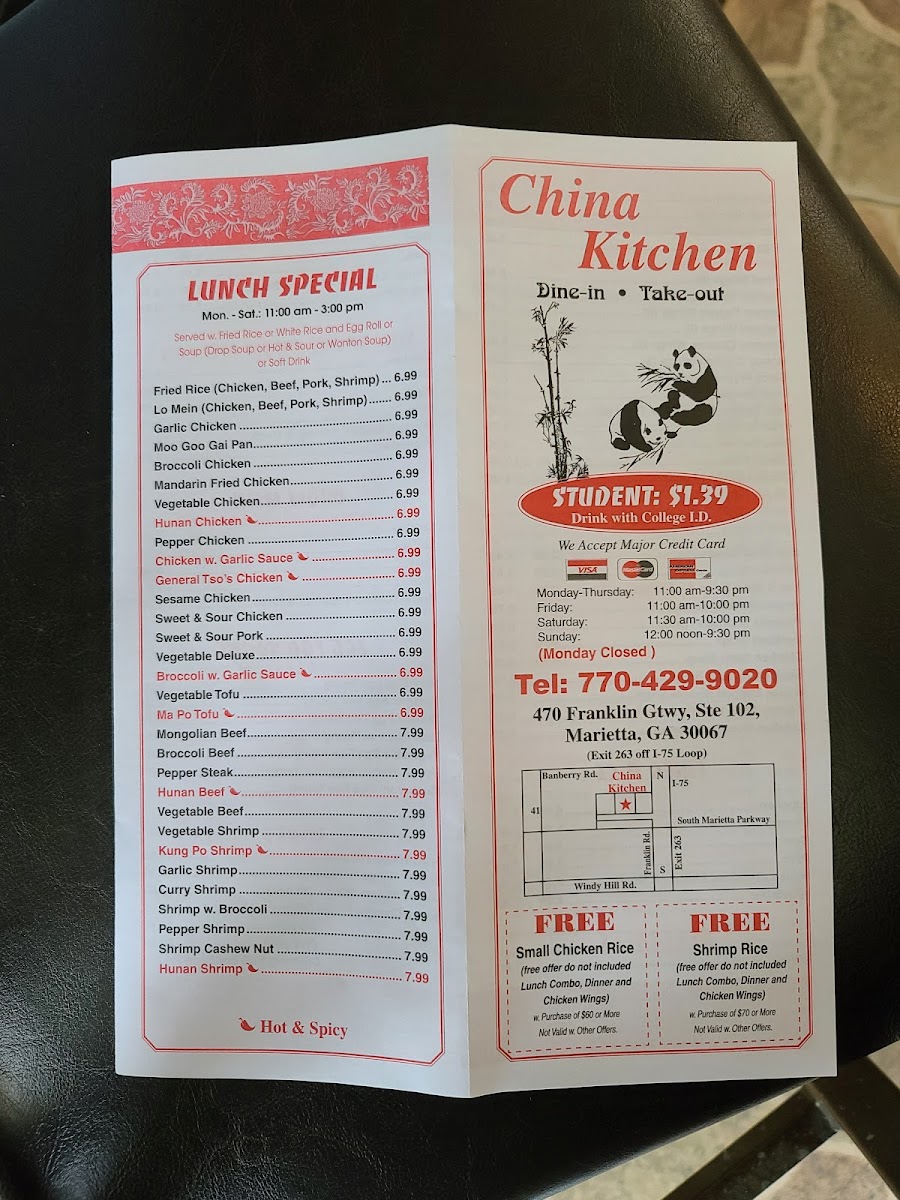 LUNCH SPECIAL
Mon. - Sat.: 11:00 am - 3:00 pm
Served w. Fried Rice or White Rice and Egg Roll or
Soup (Drop Soup or Hot & Sour or Wonton Soup)
or Soft Drink
Fried Rice (Chicken, Beef, Pork, Shrimp)... 6.99
Lo Mein (Chicken, Beef, Pork, Shrimp)....... 6.99
Garlic Chicken ............................................. 6.99
Moo Goo Gai Pan.......................................... 6.99
Broccoli Chicken .......................................... 6.99
Mandarin Fried Chicken............................... 6.99
Vegetable Chicken........................................ 6.99
Hunan Chicken ......................................... 6.99
Pepper Chicken ............................................ 6.99
Chicken w. Garlic Sauce ......................... 6.99
General Tso's Chicken ............................ 6.99
Sesame Chicken........................................... 6.99
Sweet & Sour Chicken ................................. 6.99
Sweet & Sour Pork ....................................... 6.99
Vegetable Deluxe.......................................... 6.99
Broccoli w. Garlic Sauce ......................... 6.99
Vegetable Tofu .............................................. 6.99
Ma Po Tofu ................................................ 6.99
Mongolian Beef............................................. 7.99
Broccoli Beef................................................. 7.99
Pepper Steak................................................. 7.99
Hunan Beef ............................................... 7.99
Vegetable Beef.............................................. 7.99
Vegetable Shrimp ......................................... 7.99
Kung Po Shrimp ....................................... 7.99
Garlic Shrimp................................................ 7.99
Curry Shrimp ................................................ 7.99
Shrimp w. Broccoli ....................................... 7.99
Pepper Shrimp.............................................. 7.99
Shrimp Cashew Nut ..................................... 7.99
Hunan Shrimp .......................................... 7.99
Hot & Spicy
China
Kitchen
Dine-in • Take-out
STUDENT: $1.39
Drink with College I.D.
We Accept Major Credit Card
VISA MasterCard AMERICAN EXPRESS
Monday-Thursday: 11:00 am-9:30 pm
Friday: 11:00 am-10:00 pm
Saturday: 11:30 am-10:00 pm
Sunday: 12:00 noon-9:30 pm
(Monday Closed )
Tel: 770-429-9020
470 Franklin Gtwy, Ste 102,
Marietta, GA 30067
(Exit 263 off I-75 Loop)
Banberry Rd.
China
Kitchen
N
I-75
41
South Marietta Parkway
Franklin Rd.
Exit 263
S
Windy Hill Rd.
FREE
Small Chicken Rice
(free offer do not included
Lunch Combo, Dinner and
Chicken Wings)
w. Purchase of $60 or More
Not Valid w. Other Offers.
FREE
Shrimp Rice
(free offer do not included
Lunch Combo, Dinner and
Chicken Wings)
w. Purchase of $70 or More
Not Valid w. Other Offers.